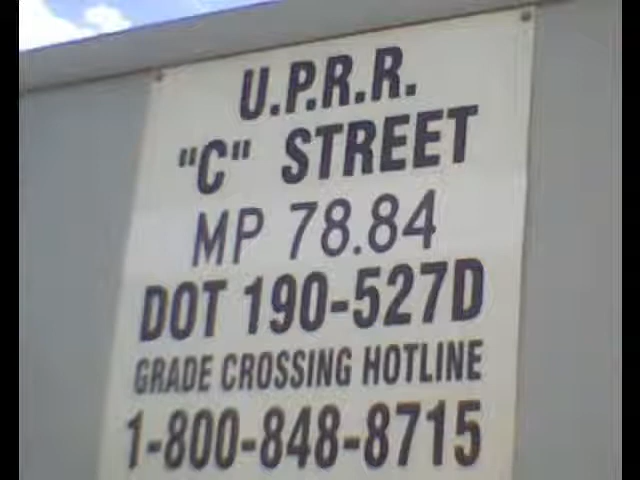 U.P.R.R.
"C" STREET
MP 78.84
DOT 190-527D
GRADE CROSSING HOTLINE
1-800-848-8715